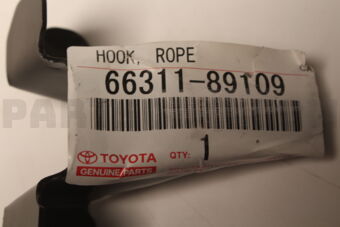 HOOK, ROPE
66311-89109
TOYOTA
QTY: 1
GENUINE PARTS